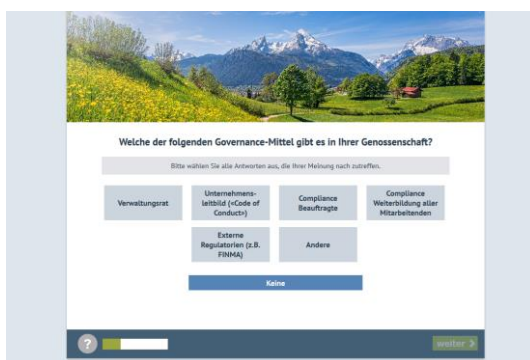 Welche der folgenden Governance-Mittel gibt es in Ihrer Genossenschaft?
Bitte wählen Sie alle Antworten aus, die Ihrer Meinung nach zutreffen.
Verwaltungsrat
Unternehmens-
leitbild («Code of
Conduct»)
Compliance
Beauftragte
Compliance
Weiterbildung aller
Mitarbeitenden
Externe
Regulatorien (z.B.
FINMA)
Andere
Keine
?
weiter >